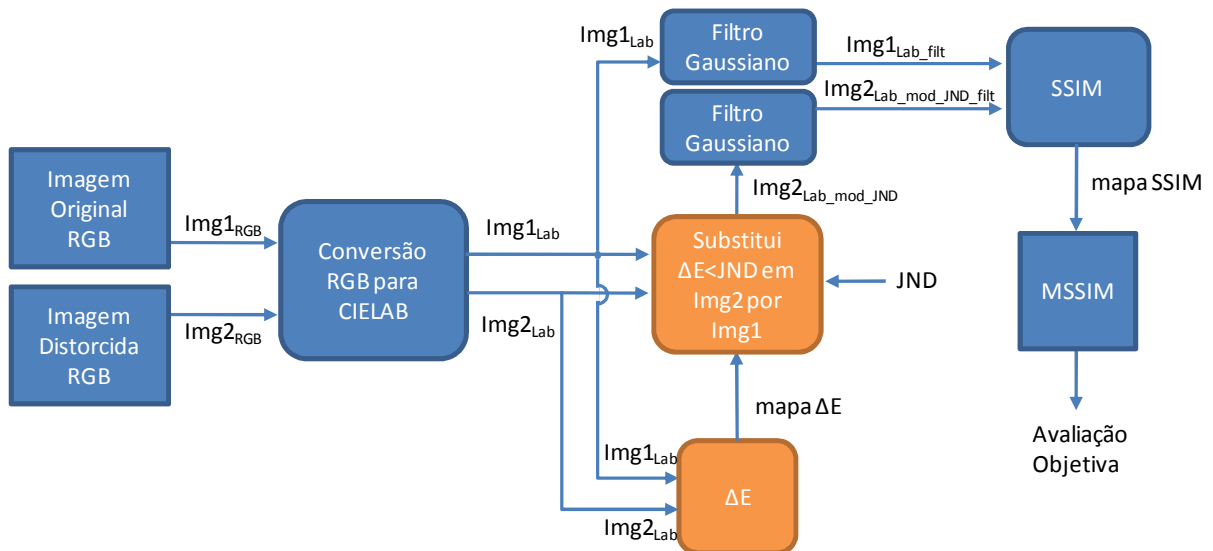 Imagem
Original
RGB
Imagem
Distorcida
RGB
Img1RGB
Img2RGB
Conversão
RGB para
CIELAB
Img1Lab
Img2Lab
Img1Lab
Filtro
Gaussiano
Filtro
Gaussiano
Img1Lab_filt
Img2Lab_mod_JND_filt
SSIM
Img2Lab_mod_JND
mapa SSIM
Substitui
ΔE<JND em
Img2 por
Img1
JND
MSSIM
mapa ΔE
Avaliação
Objetiva
Img1Lab
Img2Lab
ΔE